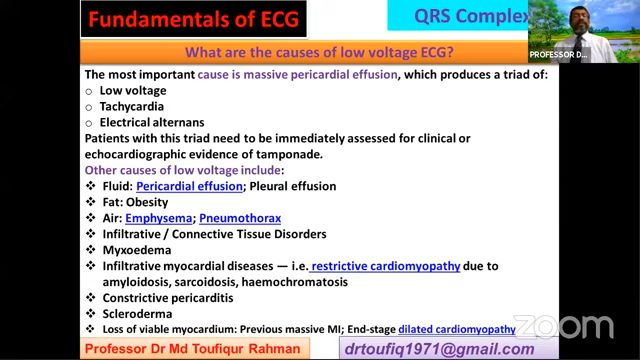 Fundamentals of ECG
QRS Complex
What are the causes of low voltage ECG?
PROFESSOR D...
The most important cause is massive pericardial effusion, which produces a triad of:
o Low voltage
o Tachycardia
o Electrical alternans
Patients with this triad need to be immediately assessed for clinical or
echocardiographic evidence of tamponade.
Other causes of low voltage include:
❖ Fluid: Pericardial effusion; Pleural effusion
❖ Fat: Obesity
❖ Air: Emphysema; Pneumothorax
❖ Infiltrative / Connective Tissue Disorders
❖ Myxoedema
❖ Infiltrative myocardial diseases — i.e. restrictive cardiomyopathy due to
amyloidosis, sarcoidosis, haemochromatosis
❖ Constrictive pericarditis
❖ Scleroderma
❖ Loss of viable myocardium: Previous massive MI; End-stage dilated cardiomyopathy
zoom
Professor Dr Md Toufiqur Rahman
drtoufiq1971@gmail.com